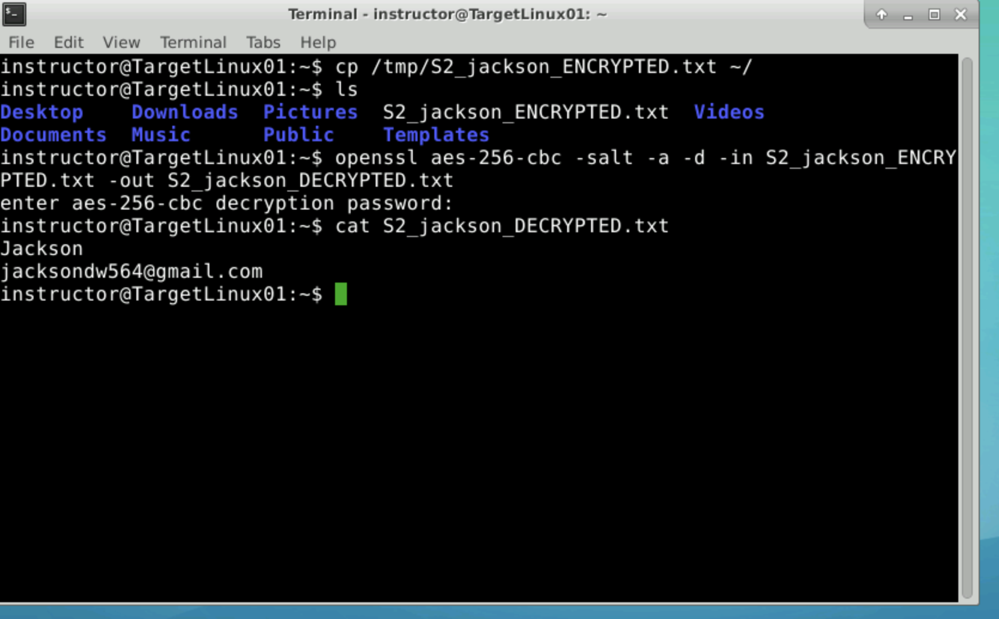 Terminal - instructor@TargetLinux01: ~
File Edit View Terminal Tabs Help
instructor@TargetLinux01:~$ cp /tmp/S2_jackson_ENCRYPTED.txt ~/
instructor@TargetLinux01:~$ ls
Desktop Downloads Pictures S2_jackson_ENCRYPTED.txt Videos
Documents Music Public Templates
instructor@TargetLinux01:~$ openssl aes-256-cbc -salt -a -d -in S2_jackson_ENCRY
PTED.txt -out S2_jackson_DECRYPTED.txt
enter aes-256-cbc decryption password:
instructor@TargetLinux01:~$ cat S2_jackson_DECRYPTED.txt
Jackson
jacksondw564@gmail.com
instructor@TargetLinux01:~$